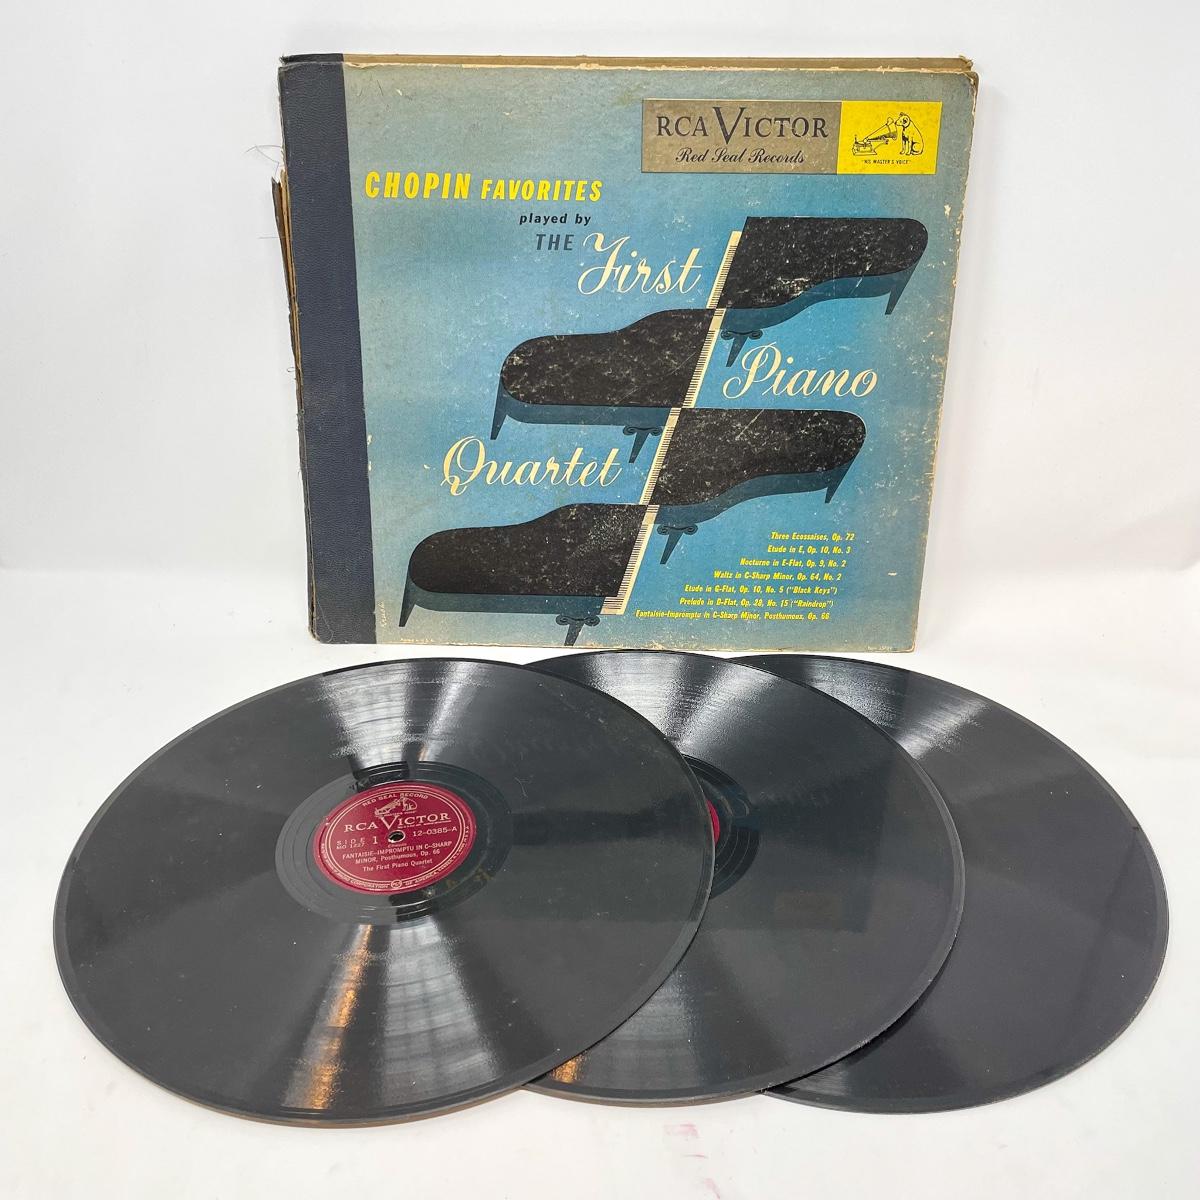 RCA VICTOR
Red Seal Records
"HIS MASTER'S VOICE"
CHOPIN FAVORITES
played by
THE First
Piano
Quartet
Three Ecossaises, Op. 72
Etude in E, Op. 10, No. 3
Nocturne in E-Flat, Op. 9, No. 2
Waltz in C-Sharp Minor, Op. 64, No. 2
Etude in G-Flat, Op. 10, No. 5 ("Black Keys")
Prelude in D-Flat, Op. 28, No. 15 ("Raindrop")
Fantaisie-Impromptu in C-Sharp Minor, Posthumous, Op. 66
RED SEAL RECORD
RCA VICTOR
SIDE 1
12-0385-A
MO 1227
FANTAISIE-IMPROMPTU IN C-SHARP
MINOR, Posthumous, Op. 66
The First Piano Quartet